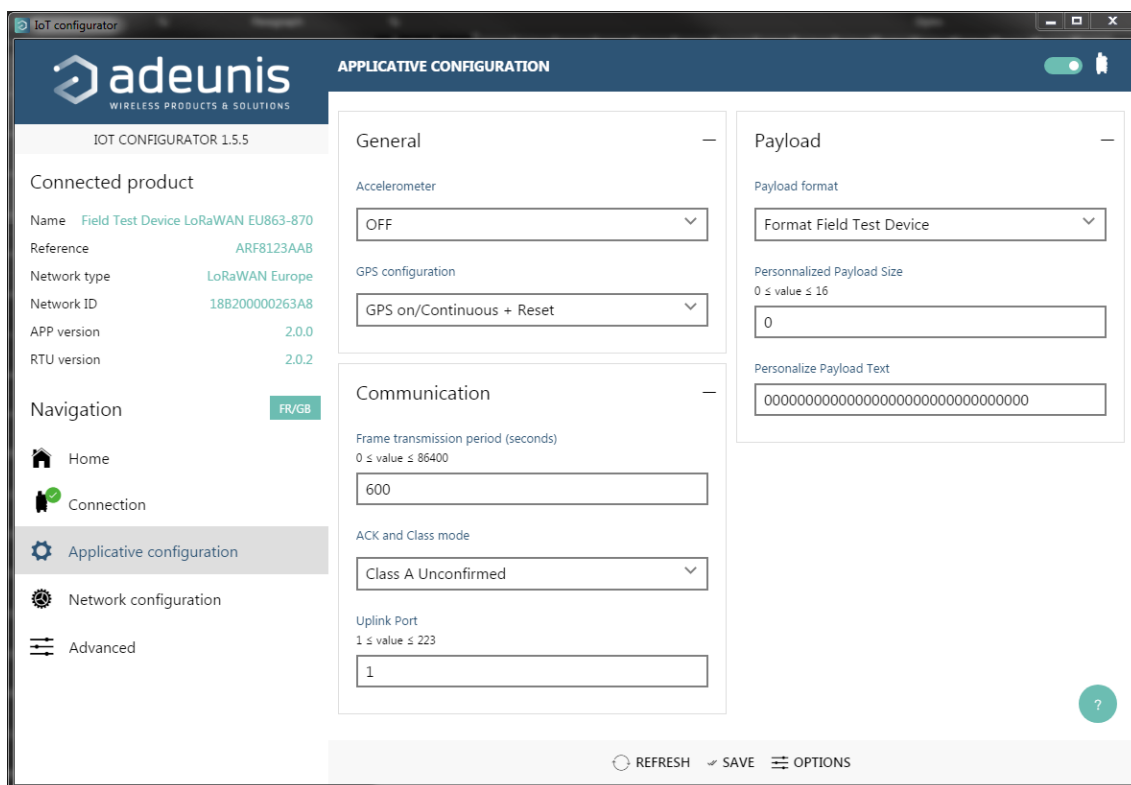 IoT configurator
adeunis
WIRELESS PRODUCTS & SOLUTIONS
IOT CONFIGURATOR 1.5.5
Connected product
Name Field Test Device LoRaWAN EU863-870
Reference ARF8123AAB
Network type LoRaWAN Europe
Network ID 18B200000263A8
APP version 2.0.0
RTU version 2.0.2
Navigation FR/GB
Home
Connection
Applicative configuration
Network configuration
Advanced
APPLICATIVE CONFIGURATION
General
Accelerometer
OFF
GPS configuration
GPS on/Continuous + Reset
Communication
Frame transmission period (seconds)
0 ≤ value ≤ 86400
600
ACK and Class mode
Class A Unconfirmed
Uplink Port
1 ≤ value ≤ 223
1
Payload
Payload format
Format Field Test Device
Personnalized Payload Size
0 ≤ value ≤ 16
0
Personalize Payload Text
00000000000000000000000000000000
?
REFRESH SAVE OPTIONS